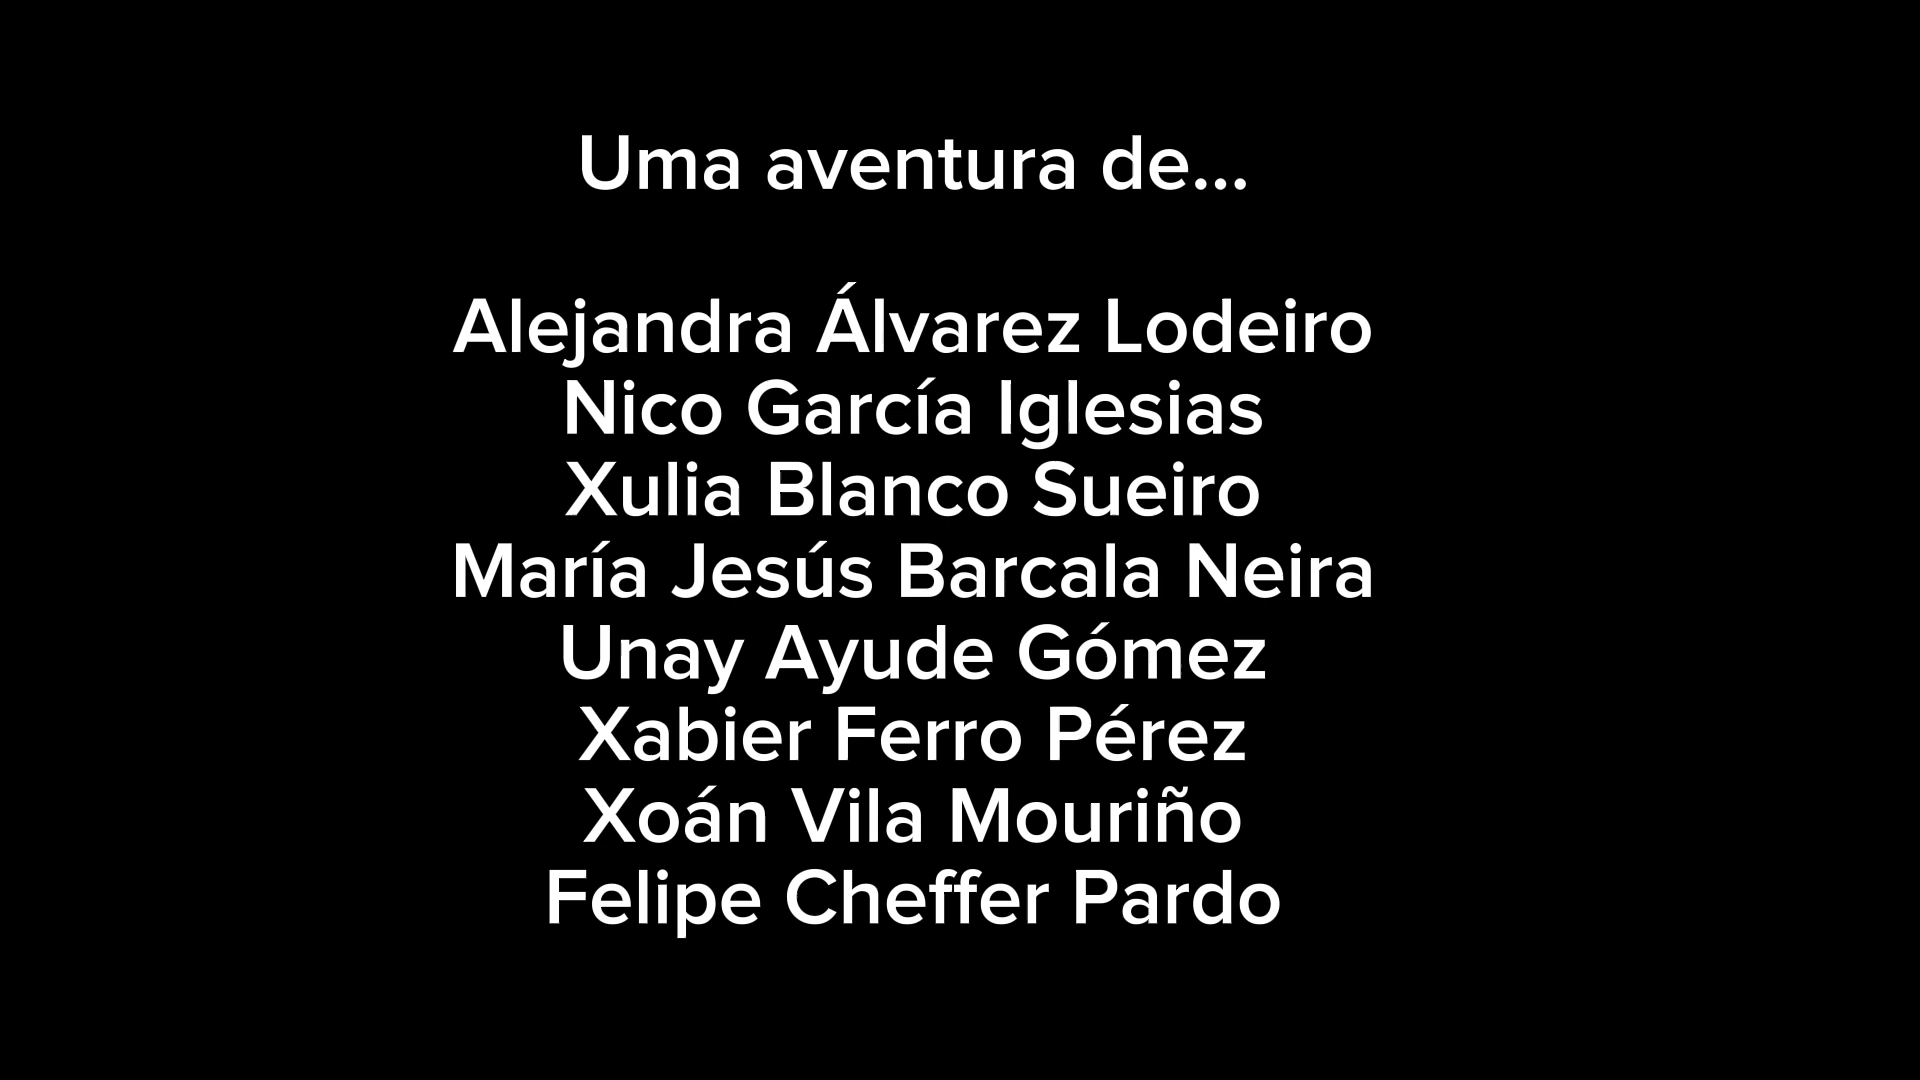 Uma aventura de...
Alejandra Álvarez Lodeiro
Nico García Iglesias
Xulia Blanco Sueiro
María Jesús Barcala Neira
Unay Ayude Gómez
Xabier Ferro Pérez
Xoán Vila Mouriño
Felipe Cheffer Pardo